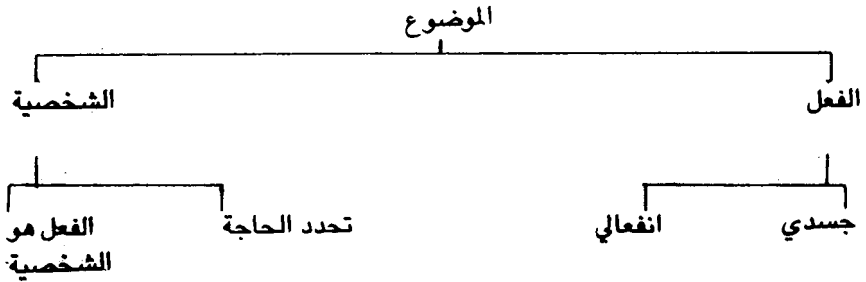 الموضوع
الفعل
الشخصية
جسدي
انفعالي
تحدد الحاجة
الفعل هو
الشخصية